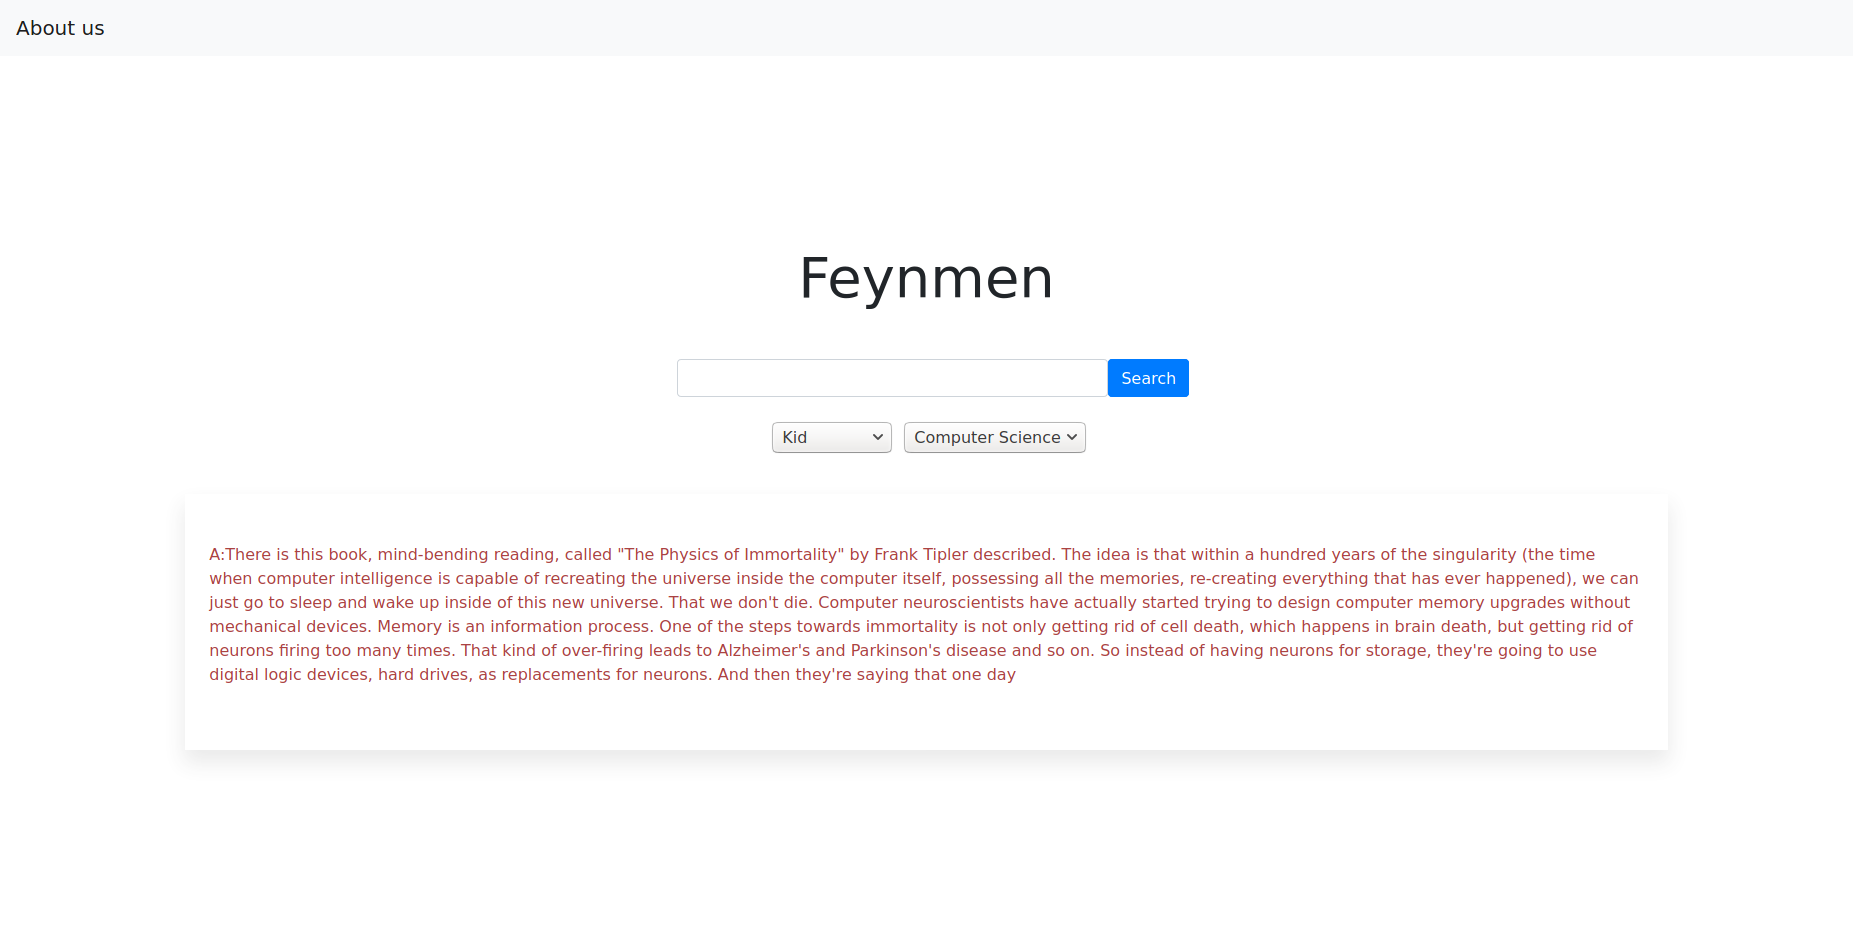 About us
Feynmen
Search
Kid
Computer Science
A:There is this book, mind-bending reading, called "The Physics of Immortality" by Frank Tipler described. The idea is that within a hundred years of the singularity (the time
when computer intelligence is capable of recreating the universe inside the computer itself, possessing all the memories, re-creating everything that has ever happened), we can
just go to sleep and wake up inside of this new universe. That we don't die. Computer neuroscientists have actually started trying to design computer memory upgrades without
mechanical devices. Memory is an information process. One of the steps towards immortality is not only getting rid of cell death, which happens in brain death, but getting rid of
neurons firing too many times. That kind of over-firing leads to Alzheimer's and Parkinson's disease and so on. So instead of having neurons for storage, they're going to use
digital logic devices, hard drives, as replacements for neurons. And then they're saying that one day